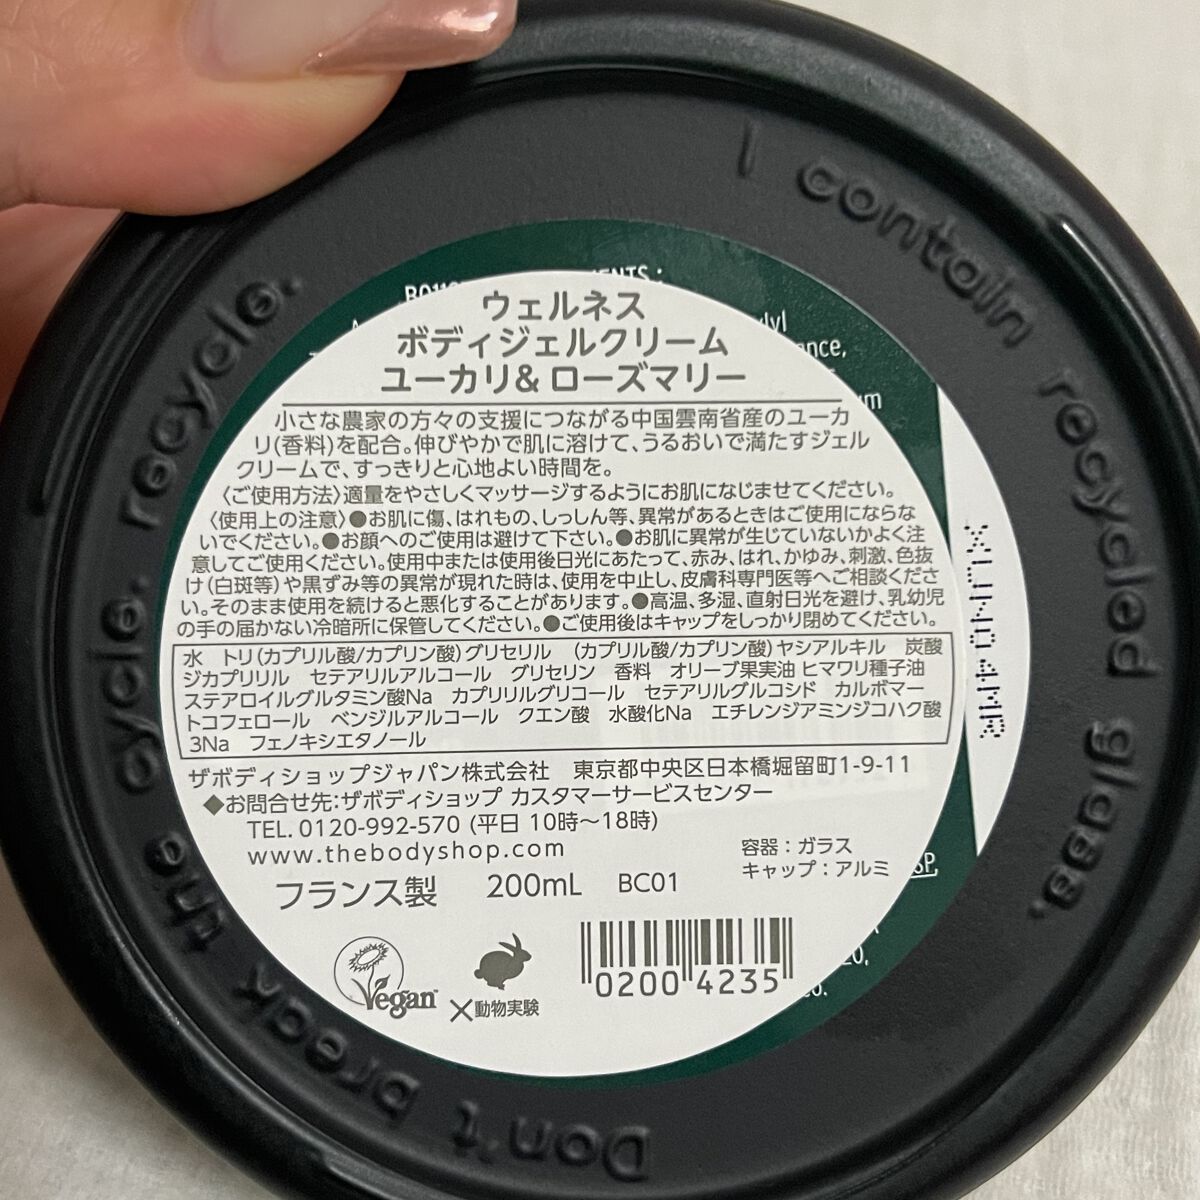 I contain recycled glass.
Don't break the cycle. recycle.
ウェルネス
ボディジェルクリーム
ユーカリ& ローズマリー
小さな農家の方々の支援につながる中国雲南省産のユーカ
リ(香料)を配合。伸びやかで肌に溶けて、うるおいで満たすジェル
クリームで、すっきりと心地よい時間を。
〈ご使用方法〉適量をやさしくマッサージするようにお肌になじませてください。
〈使用上の注意〉●お肌に傷、はれもの、しっしん等、異常があるときはご使用にならな
いでください。●お顔へのご使用は避けて下さい。●お肌に異常が生じていないかよく注
意してご使用ください。使用中または使用後日光にあたって、赤み、はれ、かゆみ、刺激、色抜
け(白斑等)や黒ずみ等の異常が現れた時は、使用を中止し、皮膚科専門医等へご相談くださ
い。そのまま使用を続けると悪化することがあります。●高温、多湿、直射日光を避け、乳幼児
の手の届かない冷暗所に保管してください。●ご使用後はキャップをしっかり閉めてください。
水　トリ(カプリル酸/カプリン酸)グリセリル　(カプリル酸/カプリン酸)ヤシアルキル　炭酸
ジカプリリル　セテアリルアルコール　グリセリン　香料　オリーブ果実油 ヒマワリ種子油
ステアロイルグルタミン酸Na　カプリリルグリコール　セテアリルグルコシド　カルボマー
トコフェロール　ベンジルアルコール　クエン酸　水酸化Na　エチレンジアミンジコハク酸
3Na　フェノキシエタノール
ザボディショップジャパン株式会社　東京都中央区日本橋堀留町1-9-11
◆お問合せ先:ザボディショップ カスタマーサービスセンター
TEL. 0120-992-570 (平日 10時〜18時)
www.thebodyshop.com
容器：ガラス
キャップ：アルミ
フランス製　200mL　BC01
Vegan™
×動物実験
02004235